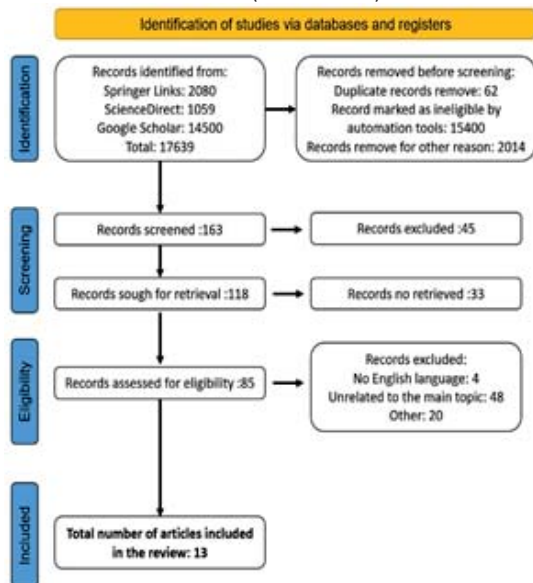 Identification of studies via databases and registers
Identification
Records identified from:
Springer Links: 2080
ScienceDirect: 1059
Google Scholar: 14500
Total: 17639
Records removed before screening:
Duplicate records remove: 62
Record marked as ineligible by
automation tools: 15400
Records remove for other reason: 2014
Screening
Records screened :163
Records excluded :45
Records sough for retrieval :118
Records no retrieved :33
Eligibility
Records assessed for eligibility :85
Records excluded:
No English language: 4
Unrelated to the main topic: 48
Other: 20
Included
Total number of articles included
in the review: 13